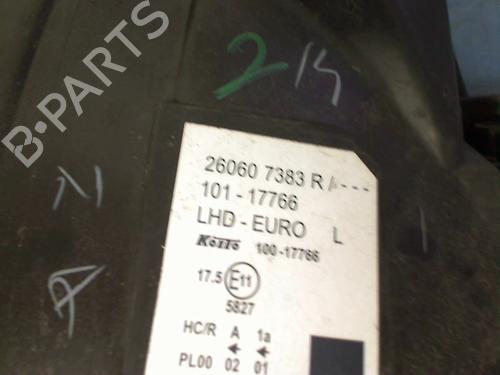 2 K
B-PARTS
26060 7383 R/---
101 - 17766
LHD - EURO L
KOITO 100-17766
17.5 E11
5827
HC/R A 1a
PL00 02 01